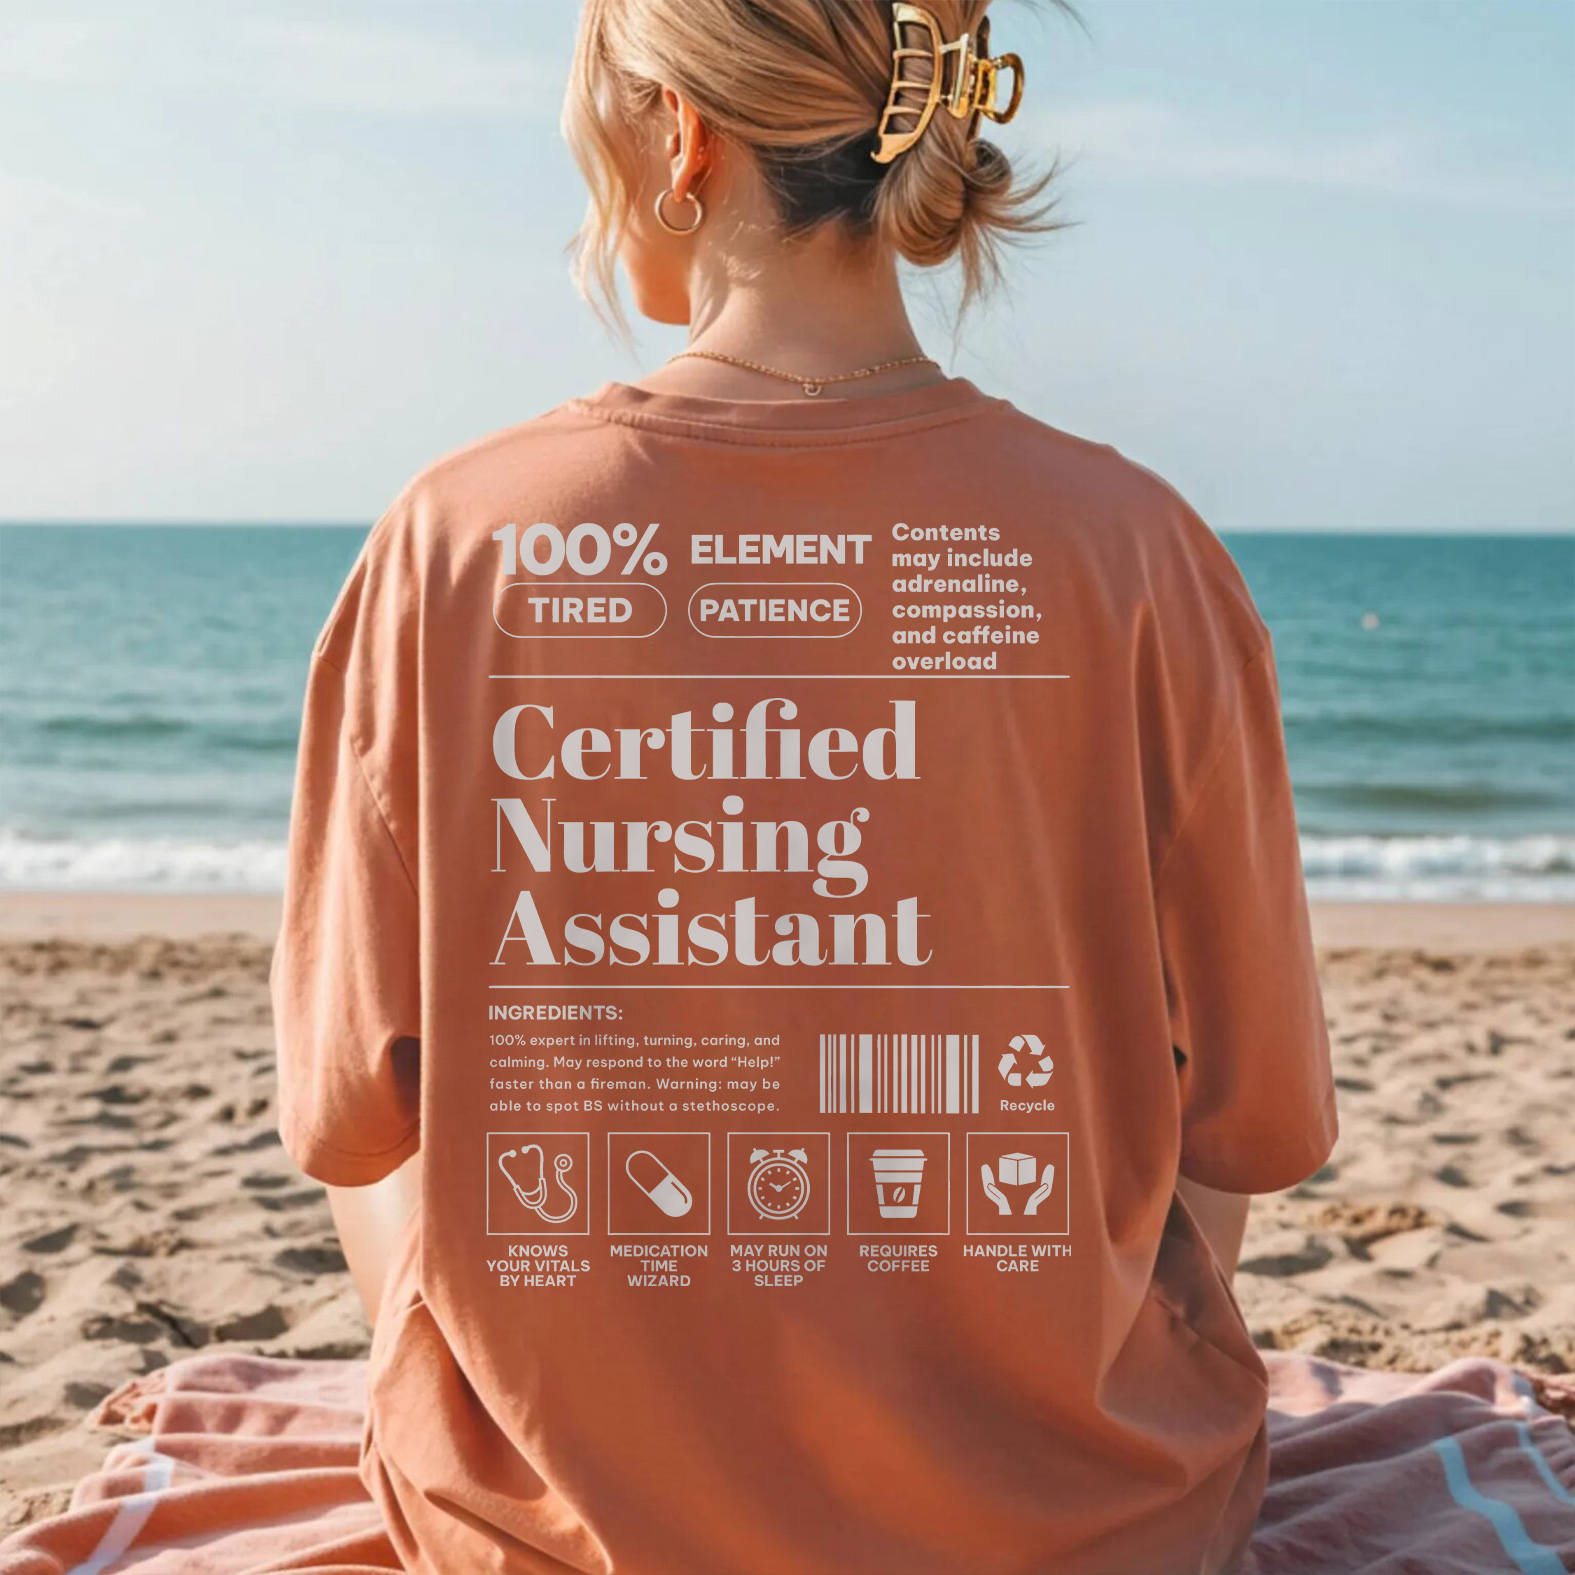 100%
TIRED
ELEMENT
PATIENCE
Contents
may include
adrenaline,
compassion,
and caffeine
overload
Certified
Nursing
Assistant
INGREDIENTS:
100% expert in lifting, turning, caring, and
calming. May respond to the word “Help!”
faster than a fireman. Warning: may be
able to spot BS without a stethoscope.
Recycle
KNOWS
YOUR VITALS
BY HEART
MEDICATION
TIME
WIZARD
MAY RUN ON
3 HOURS OF
SLEEP
REQUIRES
COFFEE
HANDLE WITH
CARE